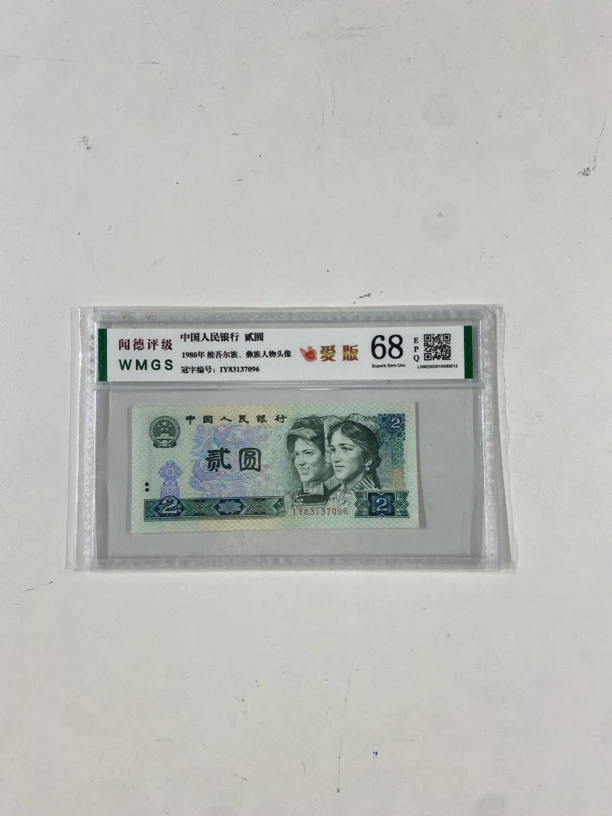 闻德评级
WMGS
中国人民银行 贰圆
1980年 维吾尔族、彝族人物头像
冠字编号: IY83137096
愛版
68
EPQ
Superb Gem Unc
中国人民银行
贰圆
2
2
2
IY83137096